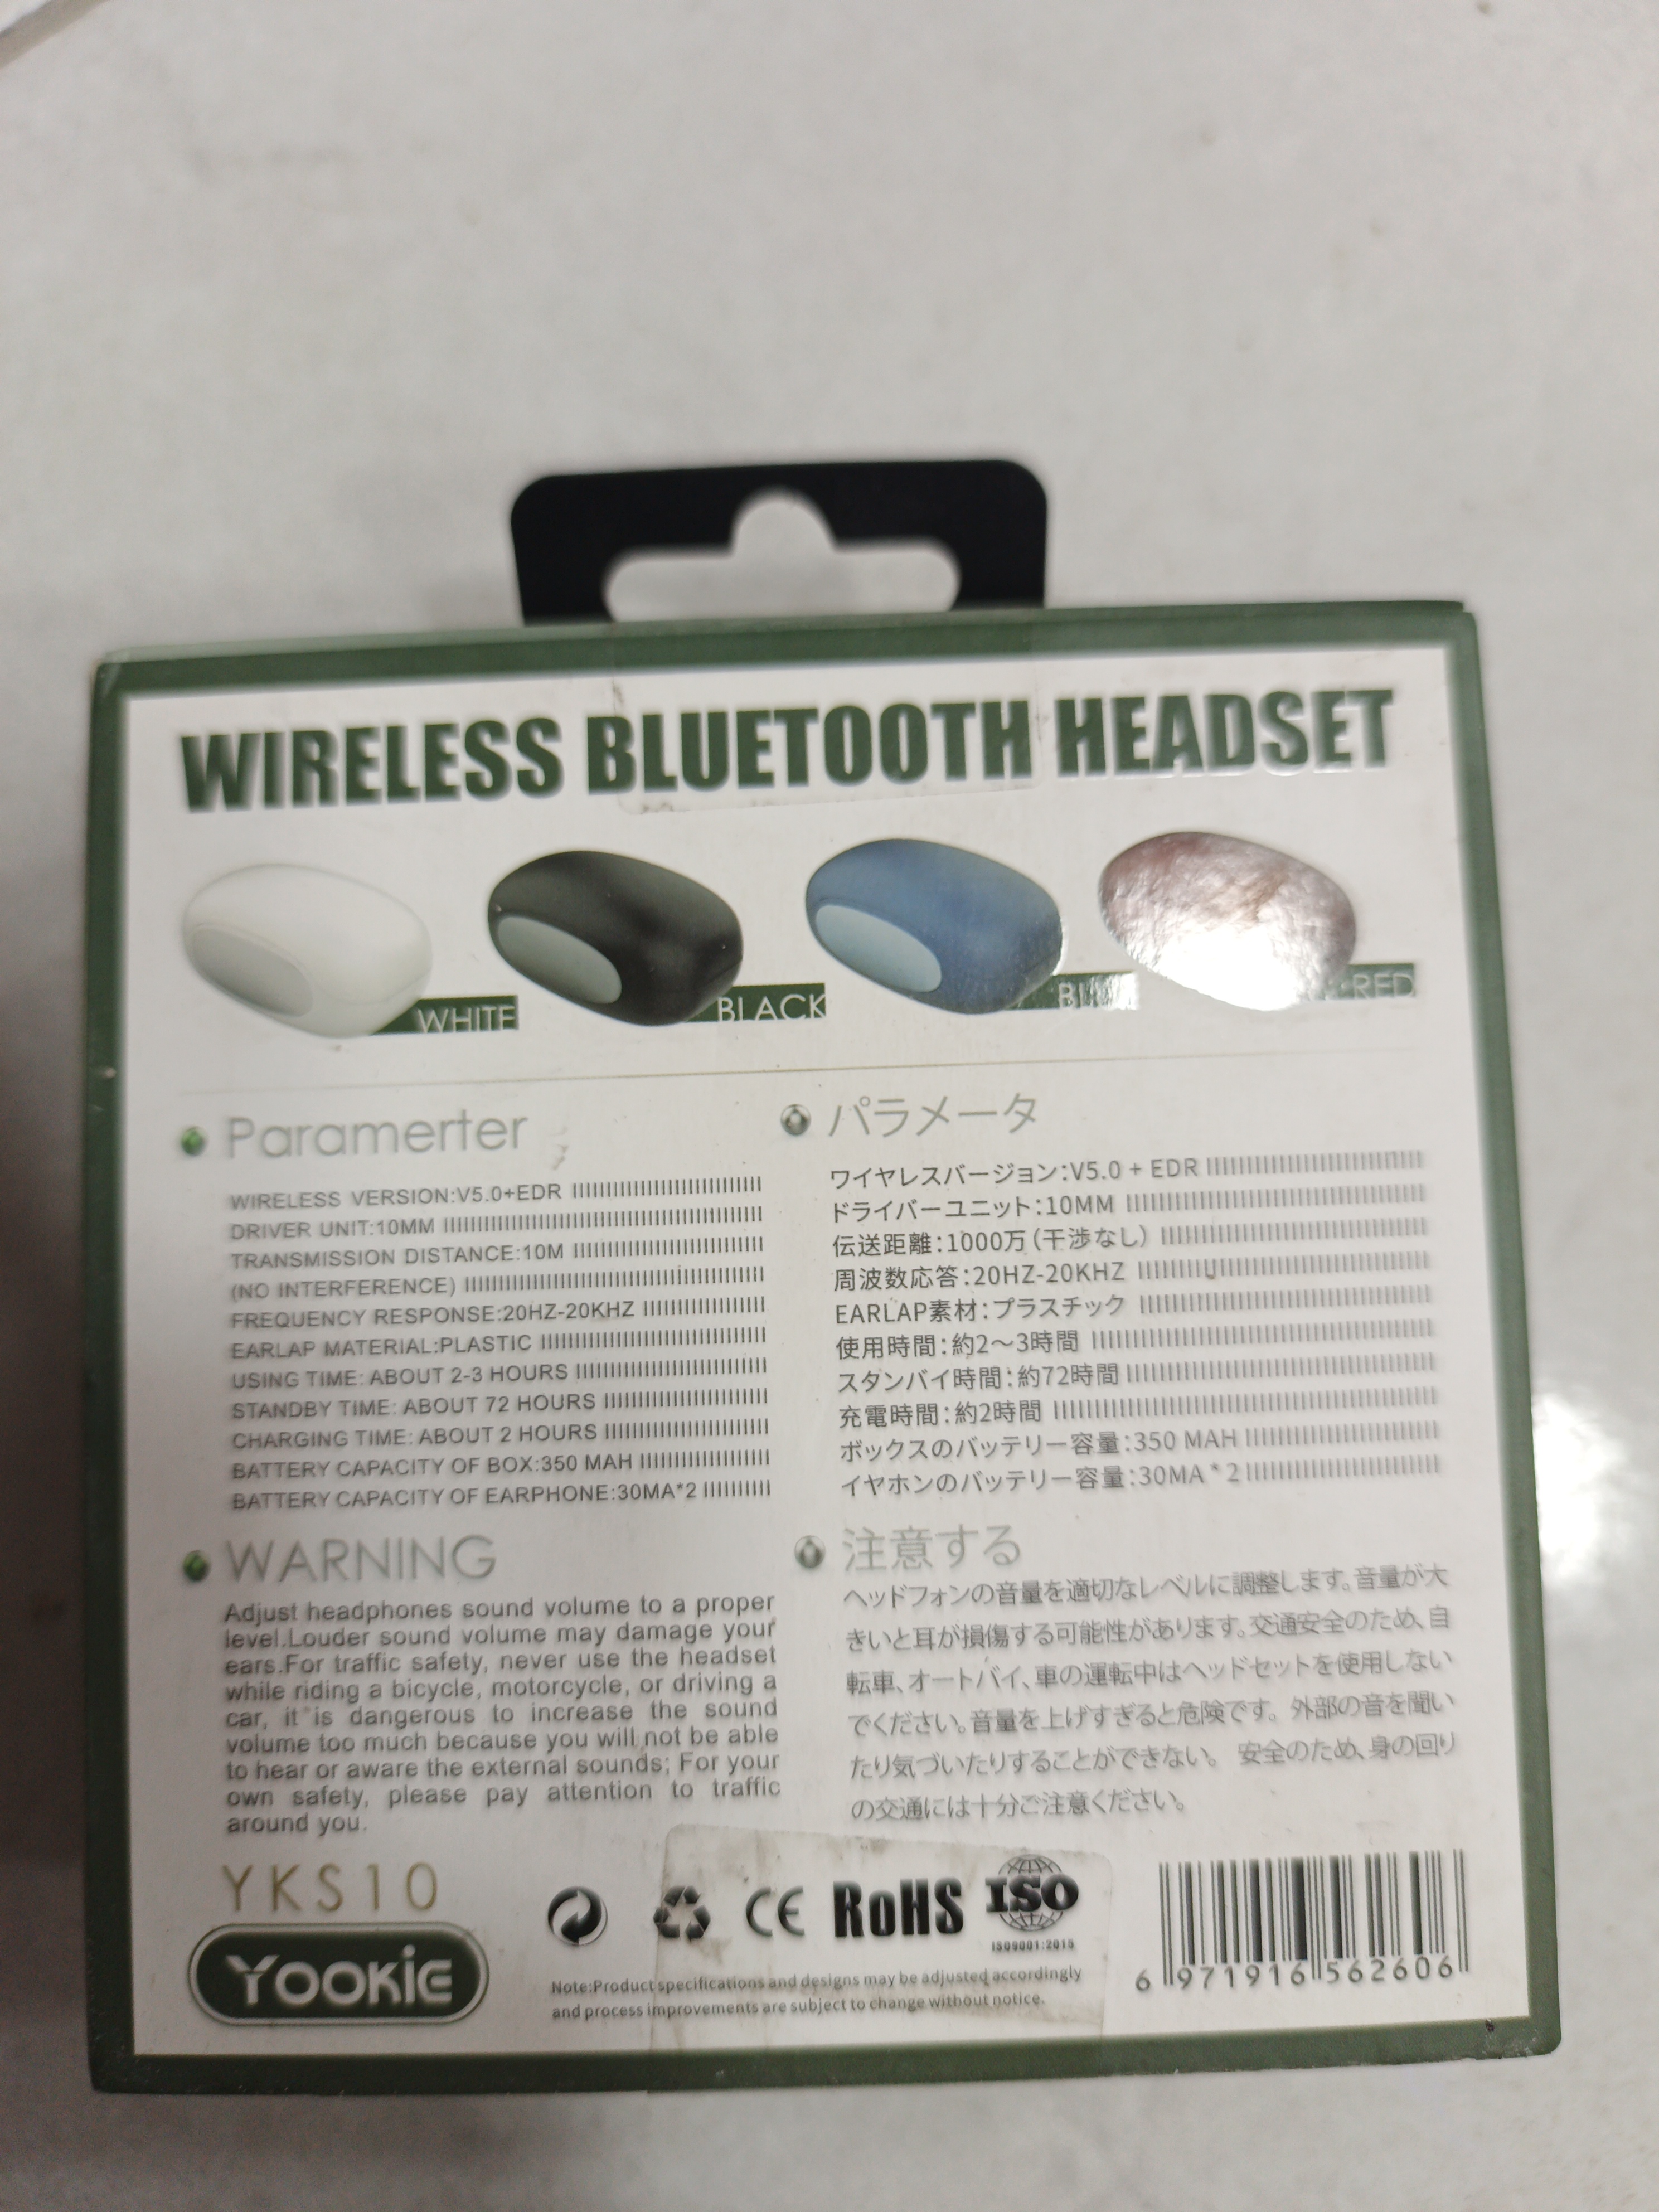 WIRELESS BLUETOOTH HEADSET
WHITE
BLACK
RED
Paramerter
WIRELESS VERSION:V5.0+EDR
DRIVER UNIT:10MM
TRANSMISSION DISTANCE:10M
(NO INTERFERENCE)
FREQUENCY RESPONSE:20HZ-20KHZ
EARLAP MATERIAL:PLASTIC
USING TIME: ABOUT 2-3 HOURS
STANDBY TIME: ABOUT 72 HOURS
CHARGING TIME: ABOUT 2 HOURS
BATTERY CAPACITY OF BOX:350 MAH
BATTERY CAPACITY OF EARPHONE:30MA*2
パラメータ
ワイヤレスバージョン:V5.0 + EDR
ドライバーユニット:10MM
伝送距離:1000万(干渉なし)
周波数応答:20HZ-20KHZ
EARLAP素材:プラスチック
使用時間:約2～3時間
スタンバイ時間:約72時間
充電時間:約2時間
ボックスのバッテリー容量:350 MAH
イヤホンのバッテリー容量:30MA*2
WARNING
Adjust headphones sound volume to a proper
level.Louder sound volume may damage your
ears.For traffic safety, never use the headset
while riding a bicycle, motorcycle, or driving a
car, it is dangerous to increase the sound
volume too much because you will not be able
to hear or aware the external sounds; For your
own safety, please pay attention to traffic
around you.
注意する
ヘッドフォンの音量を適切なレベルに調整します。音量が大
きいと耳が損傷する可能性があります。交通安全のため、自
転車、オートバイ、車の運転中はヘッドセットを使用しない
でください。音量を上げすぎると危険です。外部の音を聞い
たり気づいたりすることができない。 安全のため、身の回り
の交通には十分ご注意ください。
YKS10
YOOKIE
CE RoHS ISO
ISO9001:2015
Note:Product specifications and designs may be adjusted accordingly
and process improvements are subject to change without notice.
6 971916 562606